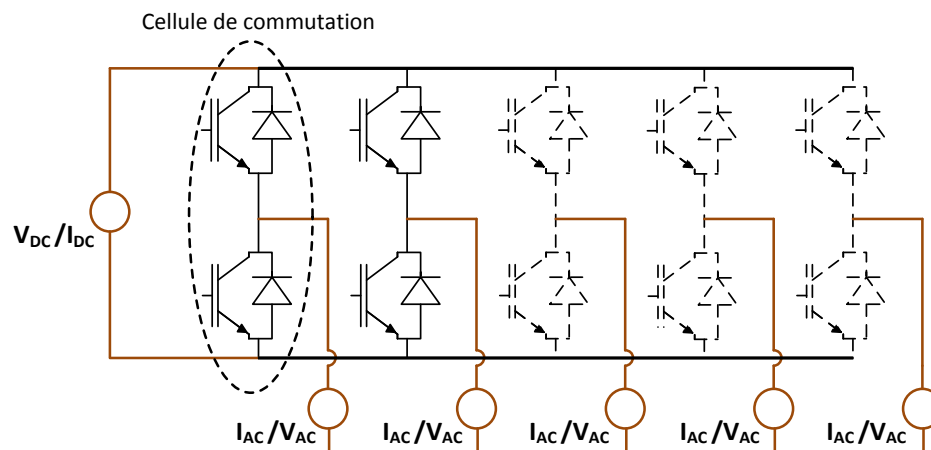 Cellule de commutation
V_DC/I_DC
I_AC/V_AC I_AC/V_AC I_AC/V_AC I_AC/V_AC I_AC/V_AC